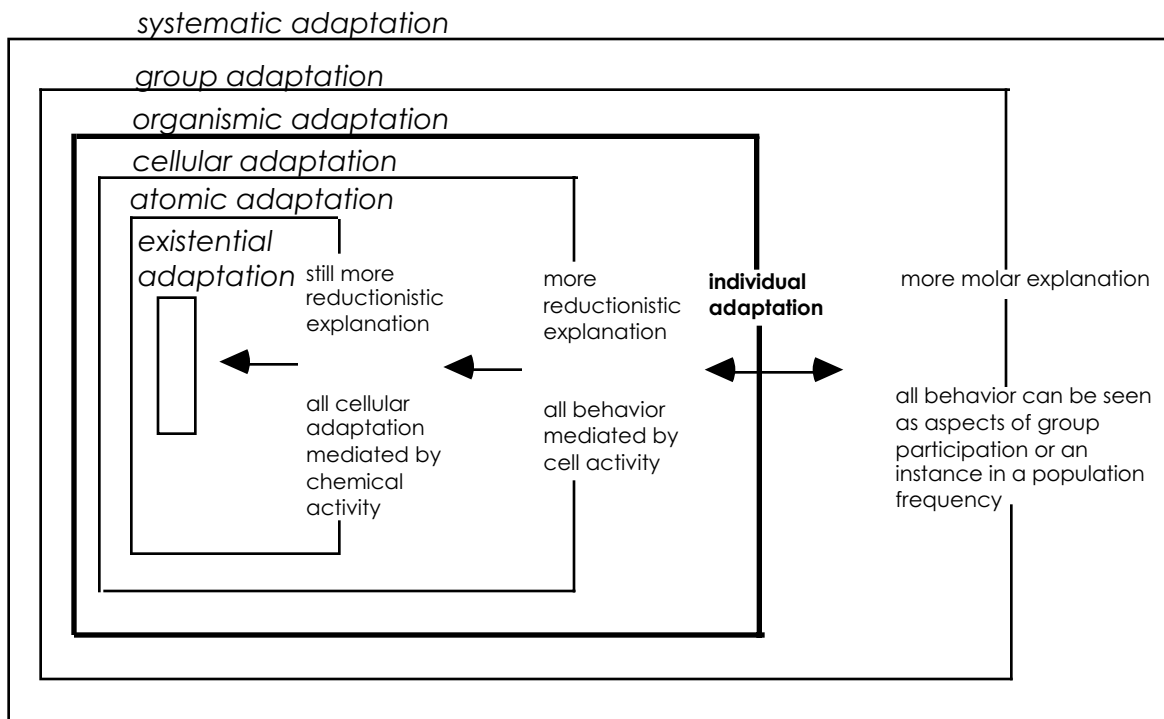 systematic adaptation
group adaptation
organismic adaptation
cellular adaptation
atomic adaptation
existential
adaptation
still more
reductionistic
explanation
all cellular
adaptation
mediated by
chemical
activity
more
reductionistic
explanation
all behavior
mediated by
cell activity
individual
adaptation
more molar explanation
all behavior can be seen
as aspects of group
participation or an
instance in a population
frequency